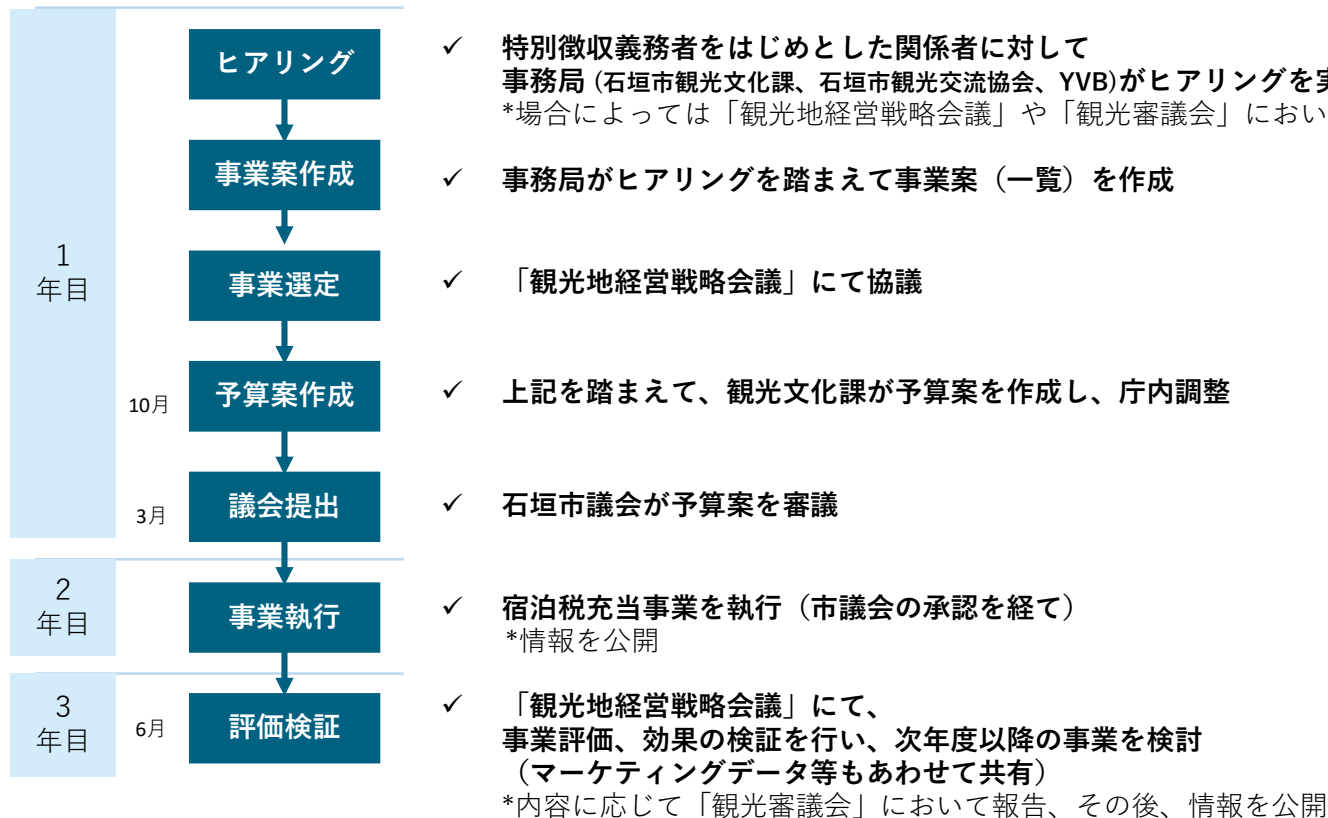 ヒアリング
✓ 特別徴収義務者をはじめとした関係者に対して
事務局 (石垣市観光文化課、石垣市観光交流協会、YVB)がヒアリングを実
*場合によっては「観光地経営戦略会議」や「観光審議会」におい
事業案作成
✓ 事務局がヒアリングを踏まえて事業案（一覧）を作成
1
年目
事業選定
✓ 「観光地経営戦略会議」にて協議
10月
予算案作成
✓ 上記を踏まえて、観光文化課が予算案を作成し、庁内調整
3月
議会提出
✓ 石垣市議会が予算案を審議
2
年目
事業執行
✓ 宿泊税充当事業を執行（市議会の承認を経て）
*情報を公開
3
年目
6月
評価検証
✓ 「観光地経営戦略会議」にて、
事業評価、効果の検証を行い、次年度以降の事業を検討
（マーケティングデータ等もあわせて共有）
*内容に応じて「観光審議会」において報告、その後、情報を公開